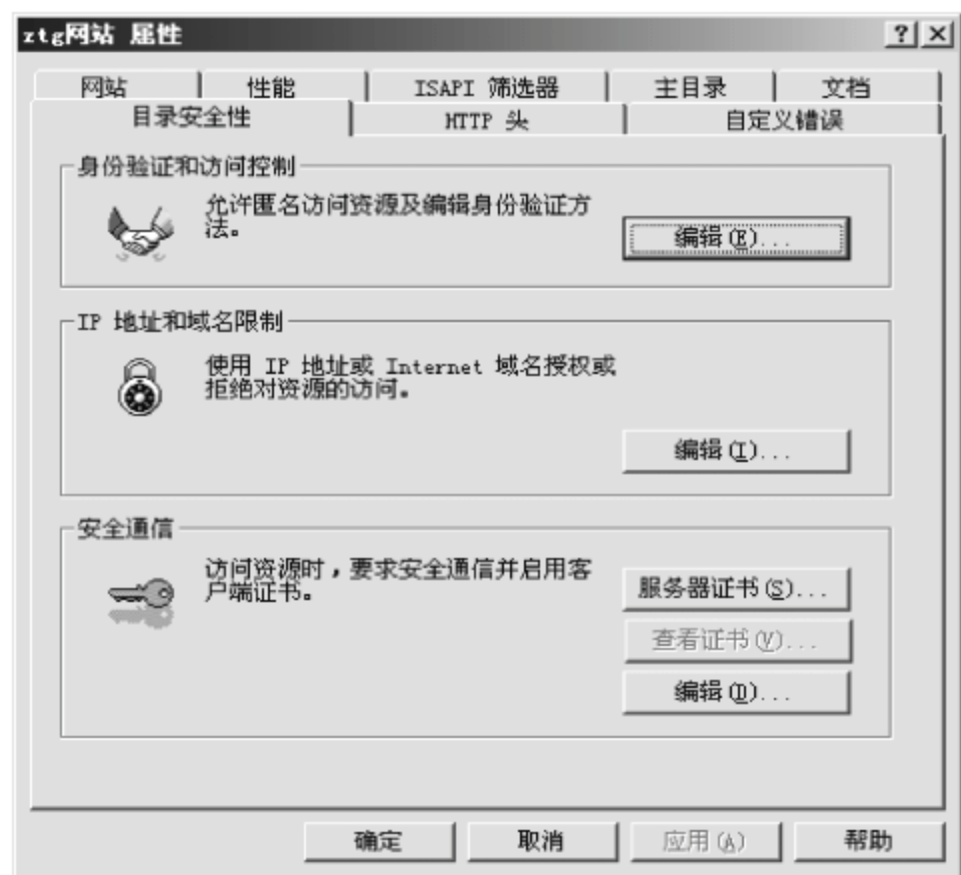 ztg网站 属性
网站 性能 ISAPI 筛选器 主目录 文档
目录安全性 HTTP 头 自定义错误
身份验证和访问控制
允许匿名访问资源及编辑身份验证方
法。
编辑(E)...
IP 地址和域名限制
使用 IP 地址或 Internet 域名授权或
拒绝对资源的访问。
编辑(I)...
安全通信
访问资源时，要求安全通信并启用客
户端证书。
服务器证书(S)...
查看证书(V)...
编辑(D)...
确定 取消 应用(A) 帮助